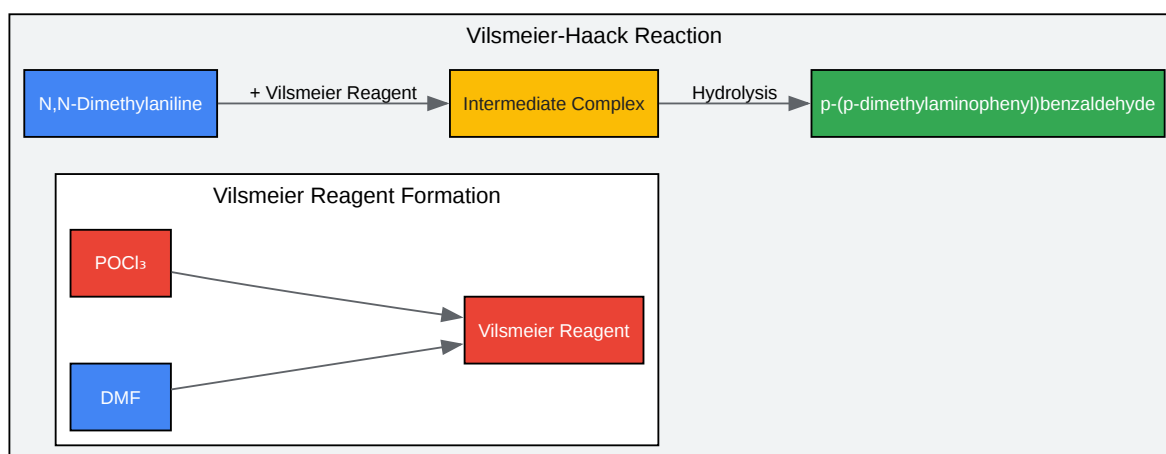 Vilsmeier-Haack Reaction
N,N-Dimethylaniline
+ Vilsmeier Reagent
Intermediate Complex
Hydrolysis
p-(p-dimethylaminophenyl)benzaldehyde
Vilsmeier Reagent Formation
POCl₃
Vilsmeier Reagent
DMF